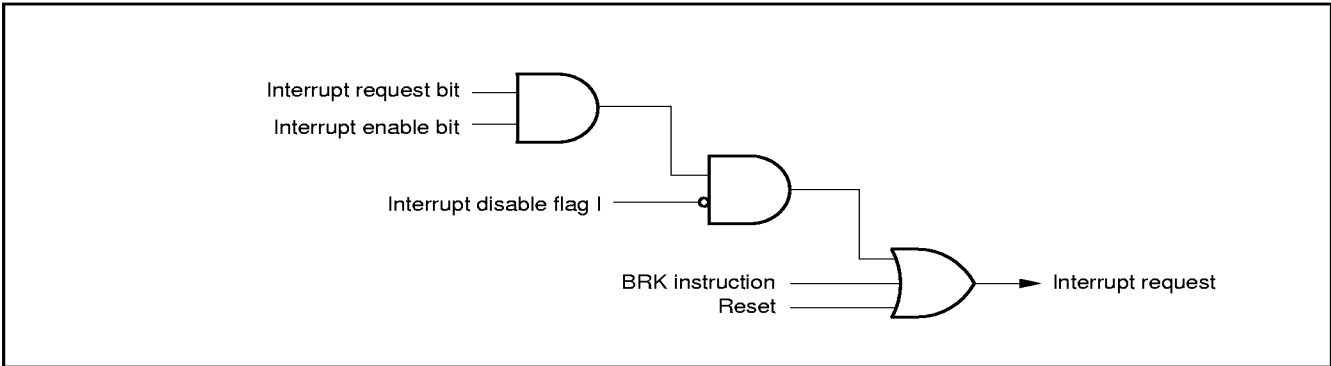 Interrupt request bit
Interrupt enable bit
Interrupt disable flag I
BRK instruction
Reset
Interrupt request